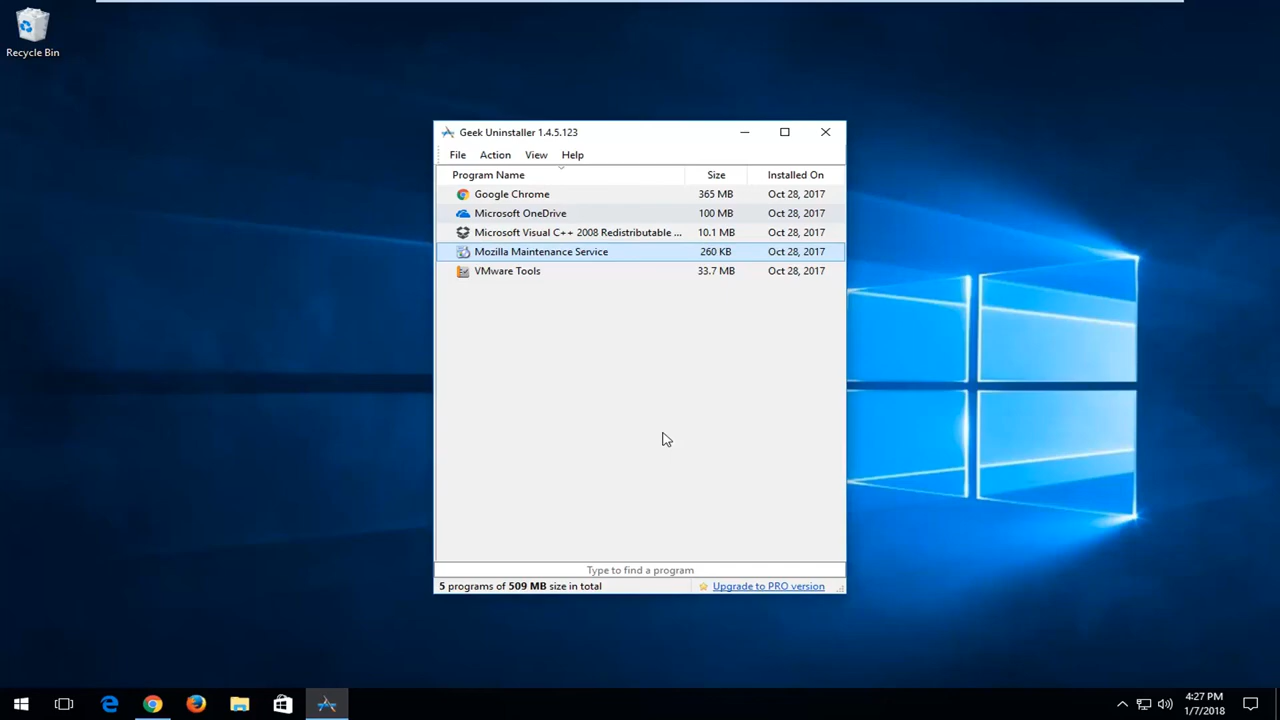 Recycle Bin
Geek Uninstaller 1.4.5.123
File Action View Help
Program Name Size Installed On
Google Chrome 365 MB Oct 28, 2017
Microsoft OneDrive 100 MB Oct 28, 2017
Microsoft Visual C++ 2008 Redistributable ... 10.1 MB Oct 28, 2017
Mozilla Maintenance Service 260 KB Oct 28, 2017
VMware Tools 33.7 MB Oct 28, 2017
Type to find a program
5 programs of 509 MB size in total Upgrade to PRO version
4:27 PM
1/7/2018